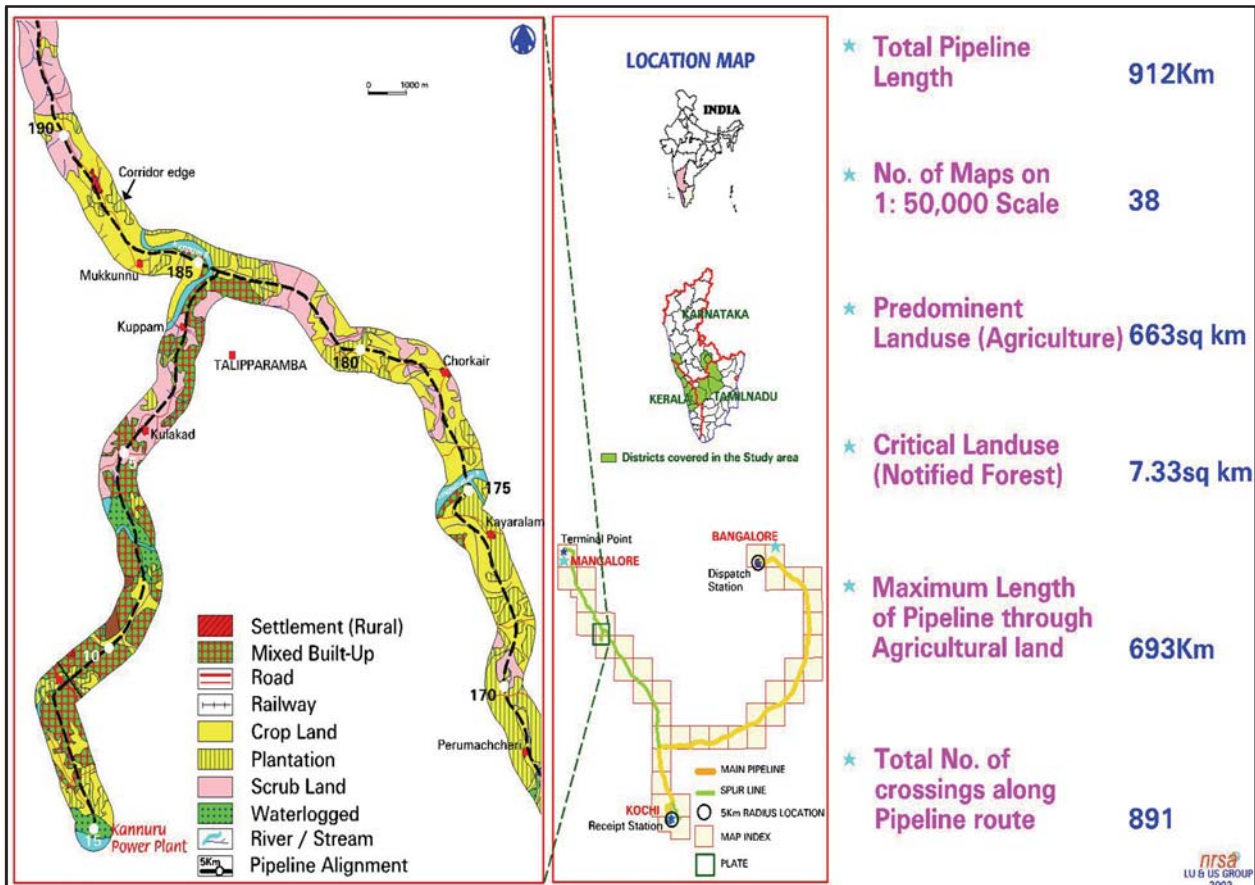 190
Corridor edge
0 1000 m
Mukkunnu
185
Kuppam
TALIPPARAMBA
180
Chorkair
Kulakad
5
175
Kayaralam
10
170
Perumachcheri
15
Kannuru
Power Plant
Settlement (Rural)
Mixed Built-Up
Road
Railway
Crop Land
Plantation
Scrub Land
Waterlogged
River / Stream
5Km
Pipeline Alignment
LOCATION MAP
INDIA
KARNATAKA
KERALA
TAMILNADU
Districts covered in the Study area
Terminal Point
MANGALORE
BANGALORE
Dispatch
Station
KOCHI
Receipt Station
MAIN PIPELINE
SPUR LINE
5Km RADIUS LOCATION
MAP INDEX
PLATE
Total Pipeline
Length
912Km
No. of Maps on
1: 50,000 Scale
38
Predominent
Landuse (Agriculture)
663sq km
Critical Landuse
(Notified Forest)
7.33sq km
Maximum Length
of Pipeline through
Agricultural land
693Km
Total No. of
crossings along
Pipeline route
891
nrsa
LU & US GROUP